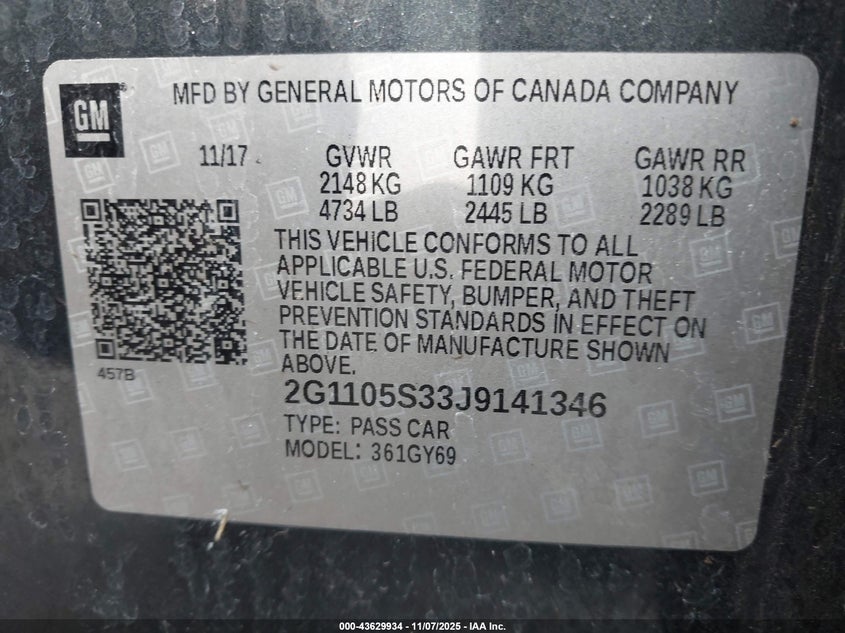 GM
MFD BY GENERAL MOTORS OF CANADA COMPANY
11/17 GVWR GAWR FRT GAWR RR
2148 KG 1109 KG 1038 KG
4734 LB 2445 LB 2289 LB
THIS VEHICLE CONFORMS TO ALL
APPLICABLE U.S. FEDERAL MOTOR
VEHICLE SAFETY, BUMPER, AND THEFT
PREVENTION STANDARDS IN EFFECT ON
THE DATE OF MANUFACTURE SHOWN
ABOVE.
457B
2G1105S33J9141346
TYPE: PASS CAR
MODEL: 361GY69
000-43629934 - 11/07/2025 - IAA Inc.